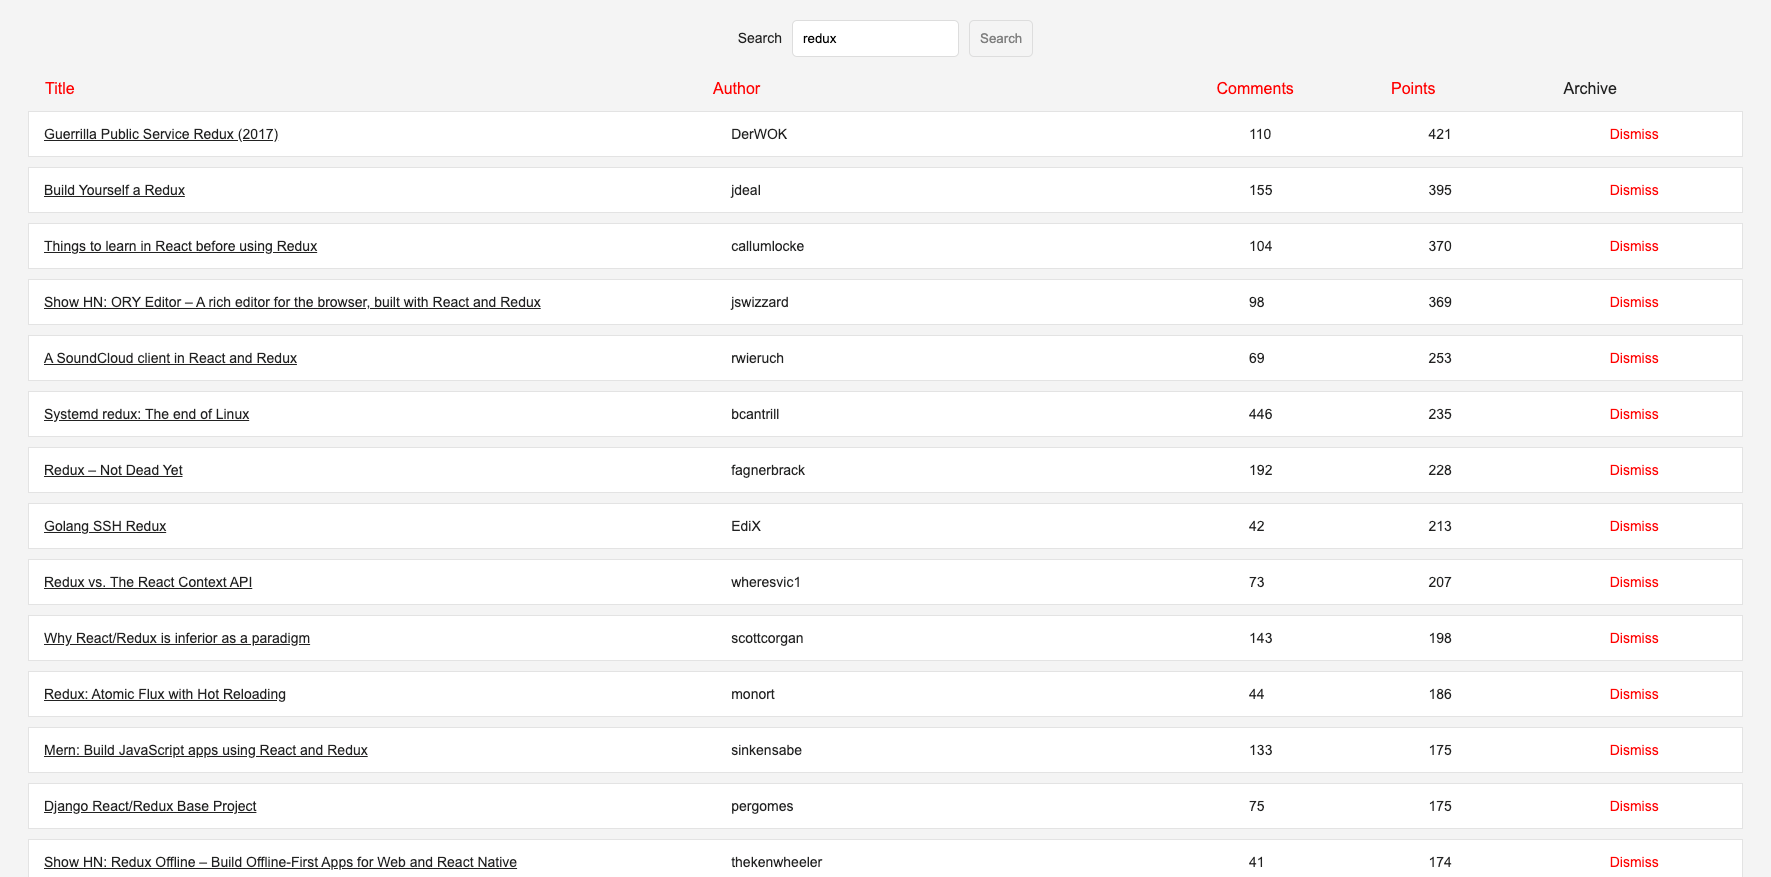 Search redux Search
Title Author Comments Points Archive
Guerrilla Public Service Redux (2017) DerWOK 110 421 Dismiss
Build Yourself a Redux jdeal 155 395 Dismiss
Things to learn in React before using Redux callumlocke 104 370 Dismiss
Show HN: ORY Editor – A rich editor for the browser, built with React and Redux jswizzard 98 369 Dismiss
A SoundCloud client in React and Redux rwieruch 69 253 Dismiss
Systemd redux: The end of Linux bcantrill 446 235 Dismiss
Redux – Not Dead Yet fagnerbrack 192 228 Dismiss
Golang SSH Redux EdiX 42 213 Dismiss
Redux vs. The React Context API wheresvic1 73 207 Dismiss
Why React/Redux is inferior as a paradigm scottcorgan 143 198 Dismiss
Redux: Atomic Flux with Hot Reloading monort 44 186 Dismiss
Mern: Build JavaScript apps using React and Redux sinkensabe 133 175 Dismiss
Django React/Redux Base Project pergomes 75 175 Dismiss
Show HN: Redux Offline – Build Offline-First Apps for Web and React Native thekenwheeler 41 174 Dismiss